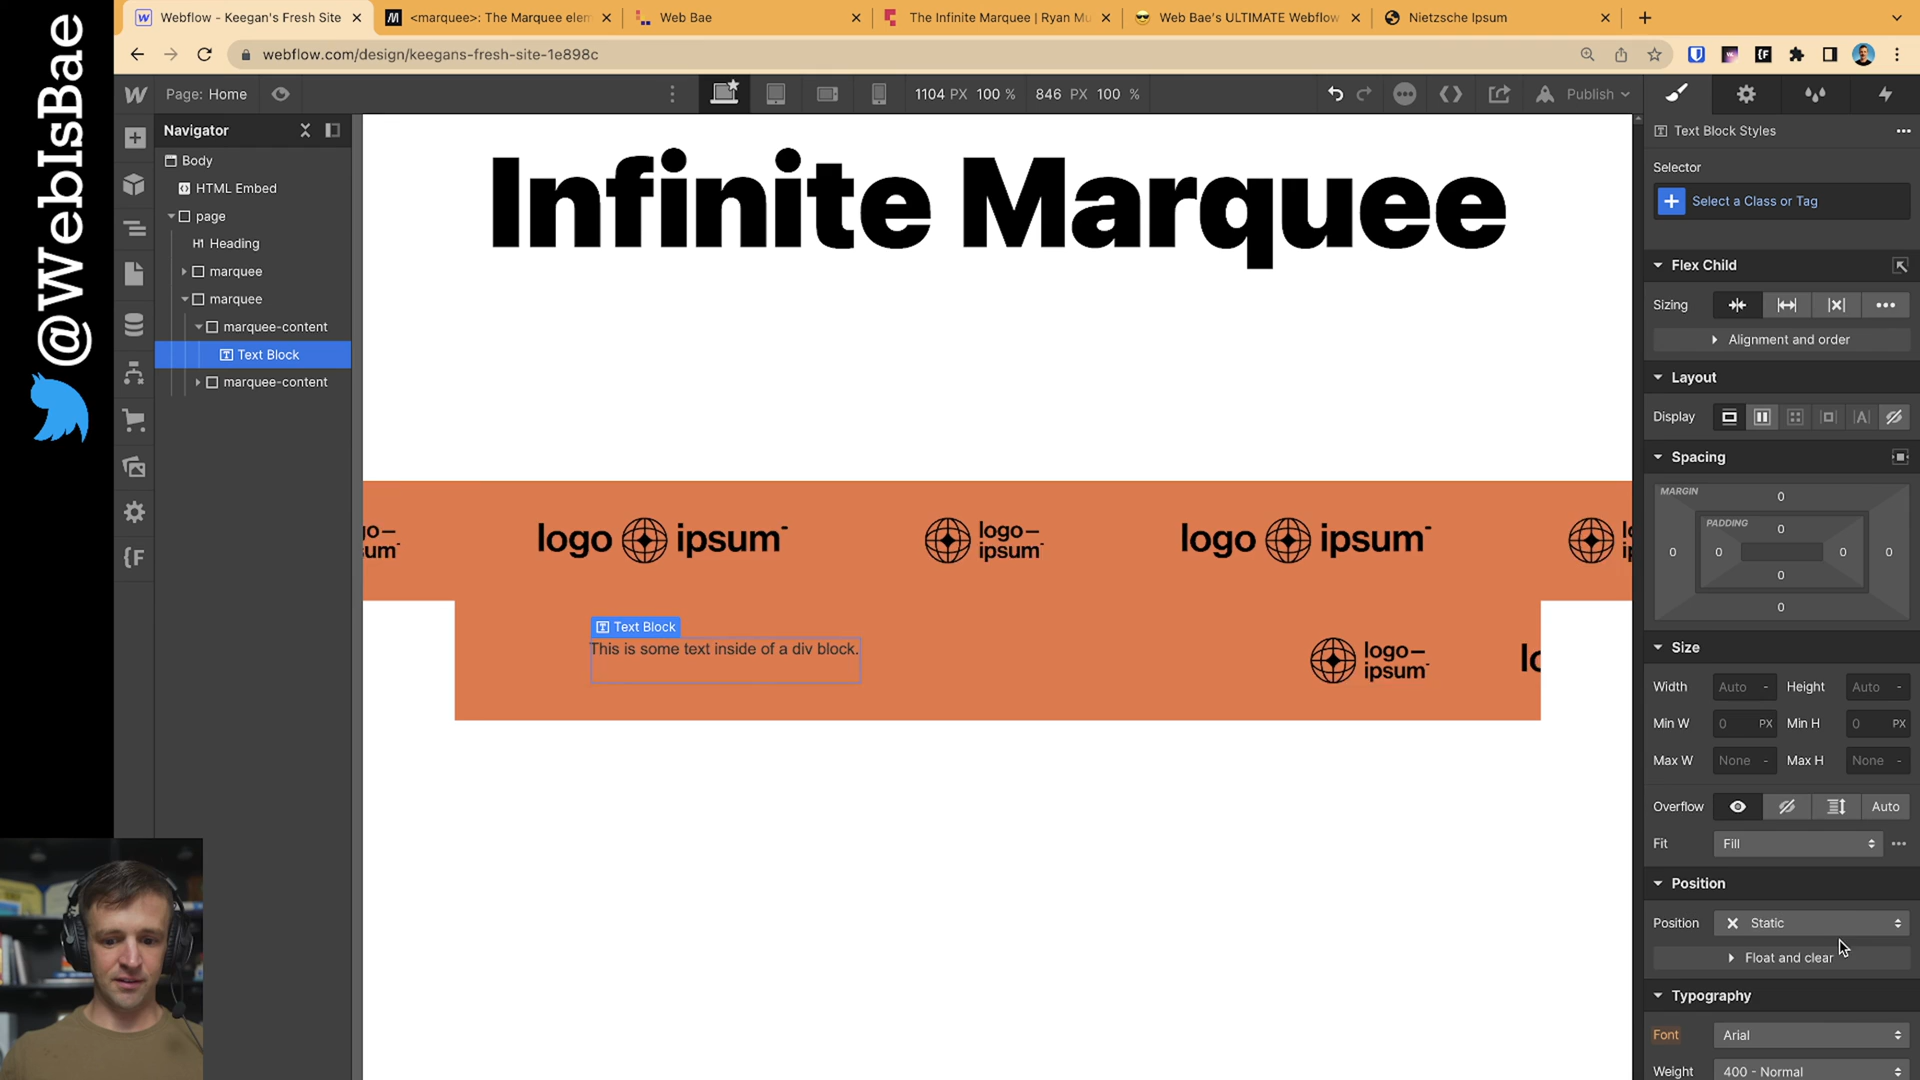 @WebIsBae
Webflow - Keegan's Fresh Site
<marquee>: The Marquee elem
Web Bae
The Infinite Marquee | Ryan Mu
Web Bae's ULTIMATE Webflow
Nietzsche Ipsum
webflow.com/design/keegans-fresh-site-1e898c
Page: Home
1104 PX 100 % 846 PX 100 %
Publish
Navigator
Body
HTML Embed
page
H1 Heading
marquee
marquee
marquee-content
Text Block
marquee-content
Infinite Marquee
go—
um
logo ipsum
logo—
ipsum
logo ipsum
Text Block
This is some text inside of a div block.
logo—
ipsum
Text Block Styles
Selector
Select a Class or Tag
Flex Child
Sizing
Alignment and order
Layout
Display
Spacing
MARGIN
0
PADDING
0
0 0 0 0
0
0
Size
Width Auto - Height Auto -
Min W 0 PX Min H 0 PX
Max W None - Max H None -
Overflow Auto
Fit Fill
Position
Position Static
Float and clear
Typography
Font Arial
Weight 400 - Normal